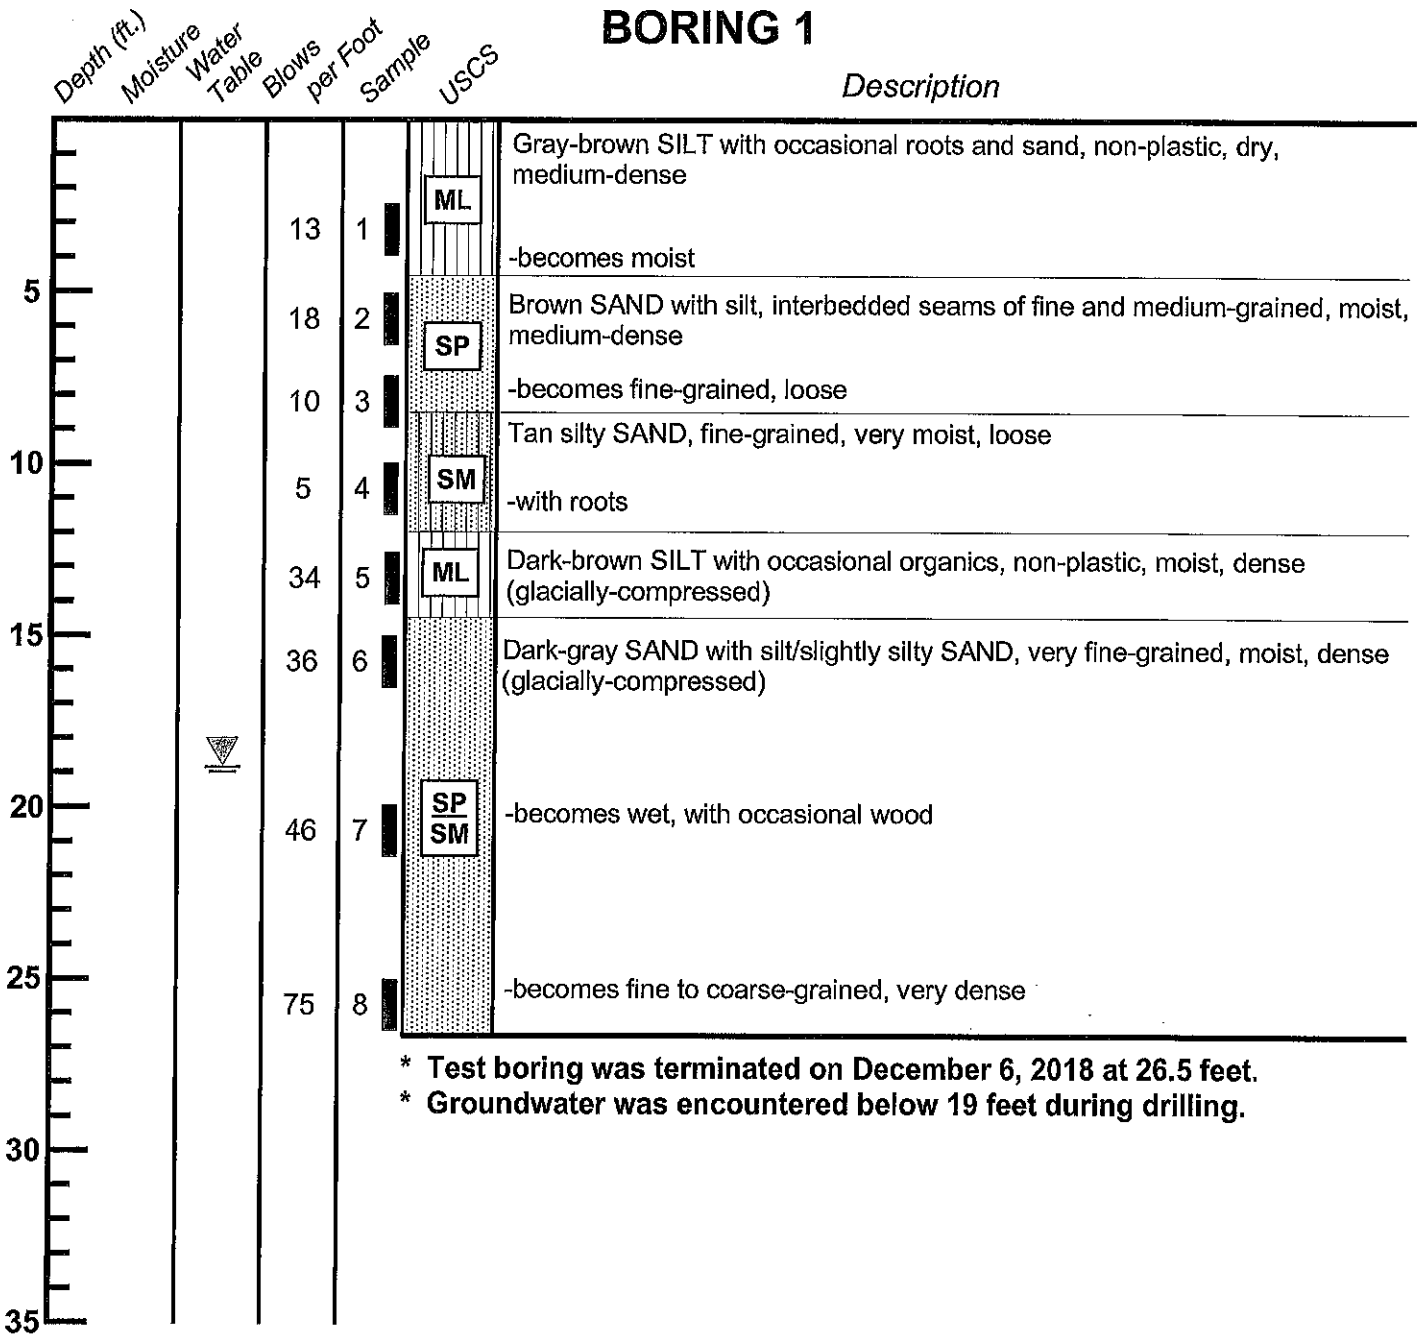 BORING 1
Depth (ft.)
Moisture
Water
Table
Blows
per Foot
Sample
USCS
Description
Gray-brown SILT with occasional roots and sand, non-plastic, dry,
medium-dense
ML
13 1
-becomes moist
5
Brown SAND with silt, interbedded seams of fine and medium-grained, moist,
18 2
medium-dense
SP
-becomes fine-grained, loose
10 3
Tan silty SAND, fine-grained, very moist, loose
10
SM
5 4
-with roots
Dark-brown SILT with occasional organics, non-plastic, moist, dense
34 5
ML
(glacially-compressed)
15
Dark-gray SAND with silt/slightly silty SAND, very fine-grained, moist, dense
36 6
(glacially-compressed)
20
SP
SM
-becomes wet, with occasional wood
46 7
25
-becomes fine to coarse-grained, very dense
75 8
* Test boring was terminated on December 6, 2018 at 26.5 feet.
* Groundwater was encountered below 19 feet during drilling.
30
35